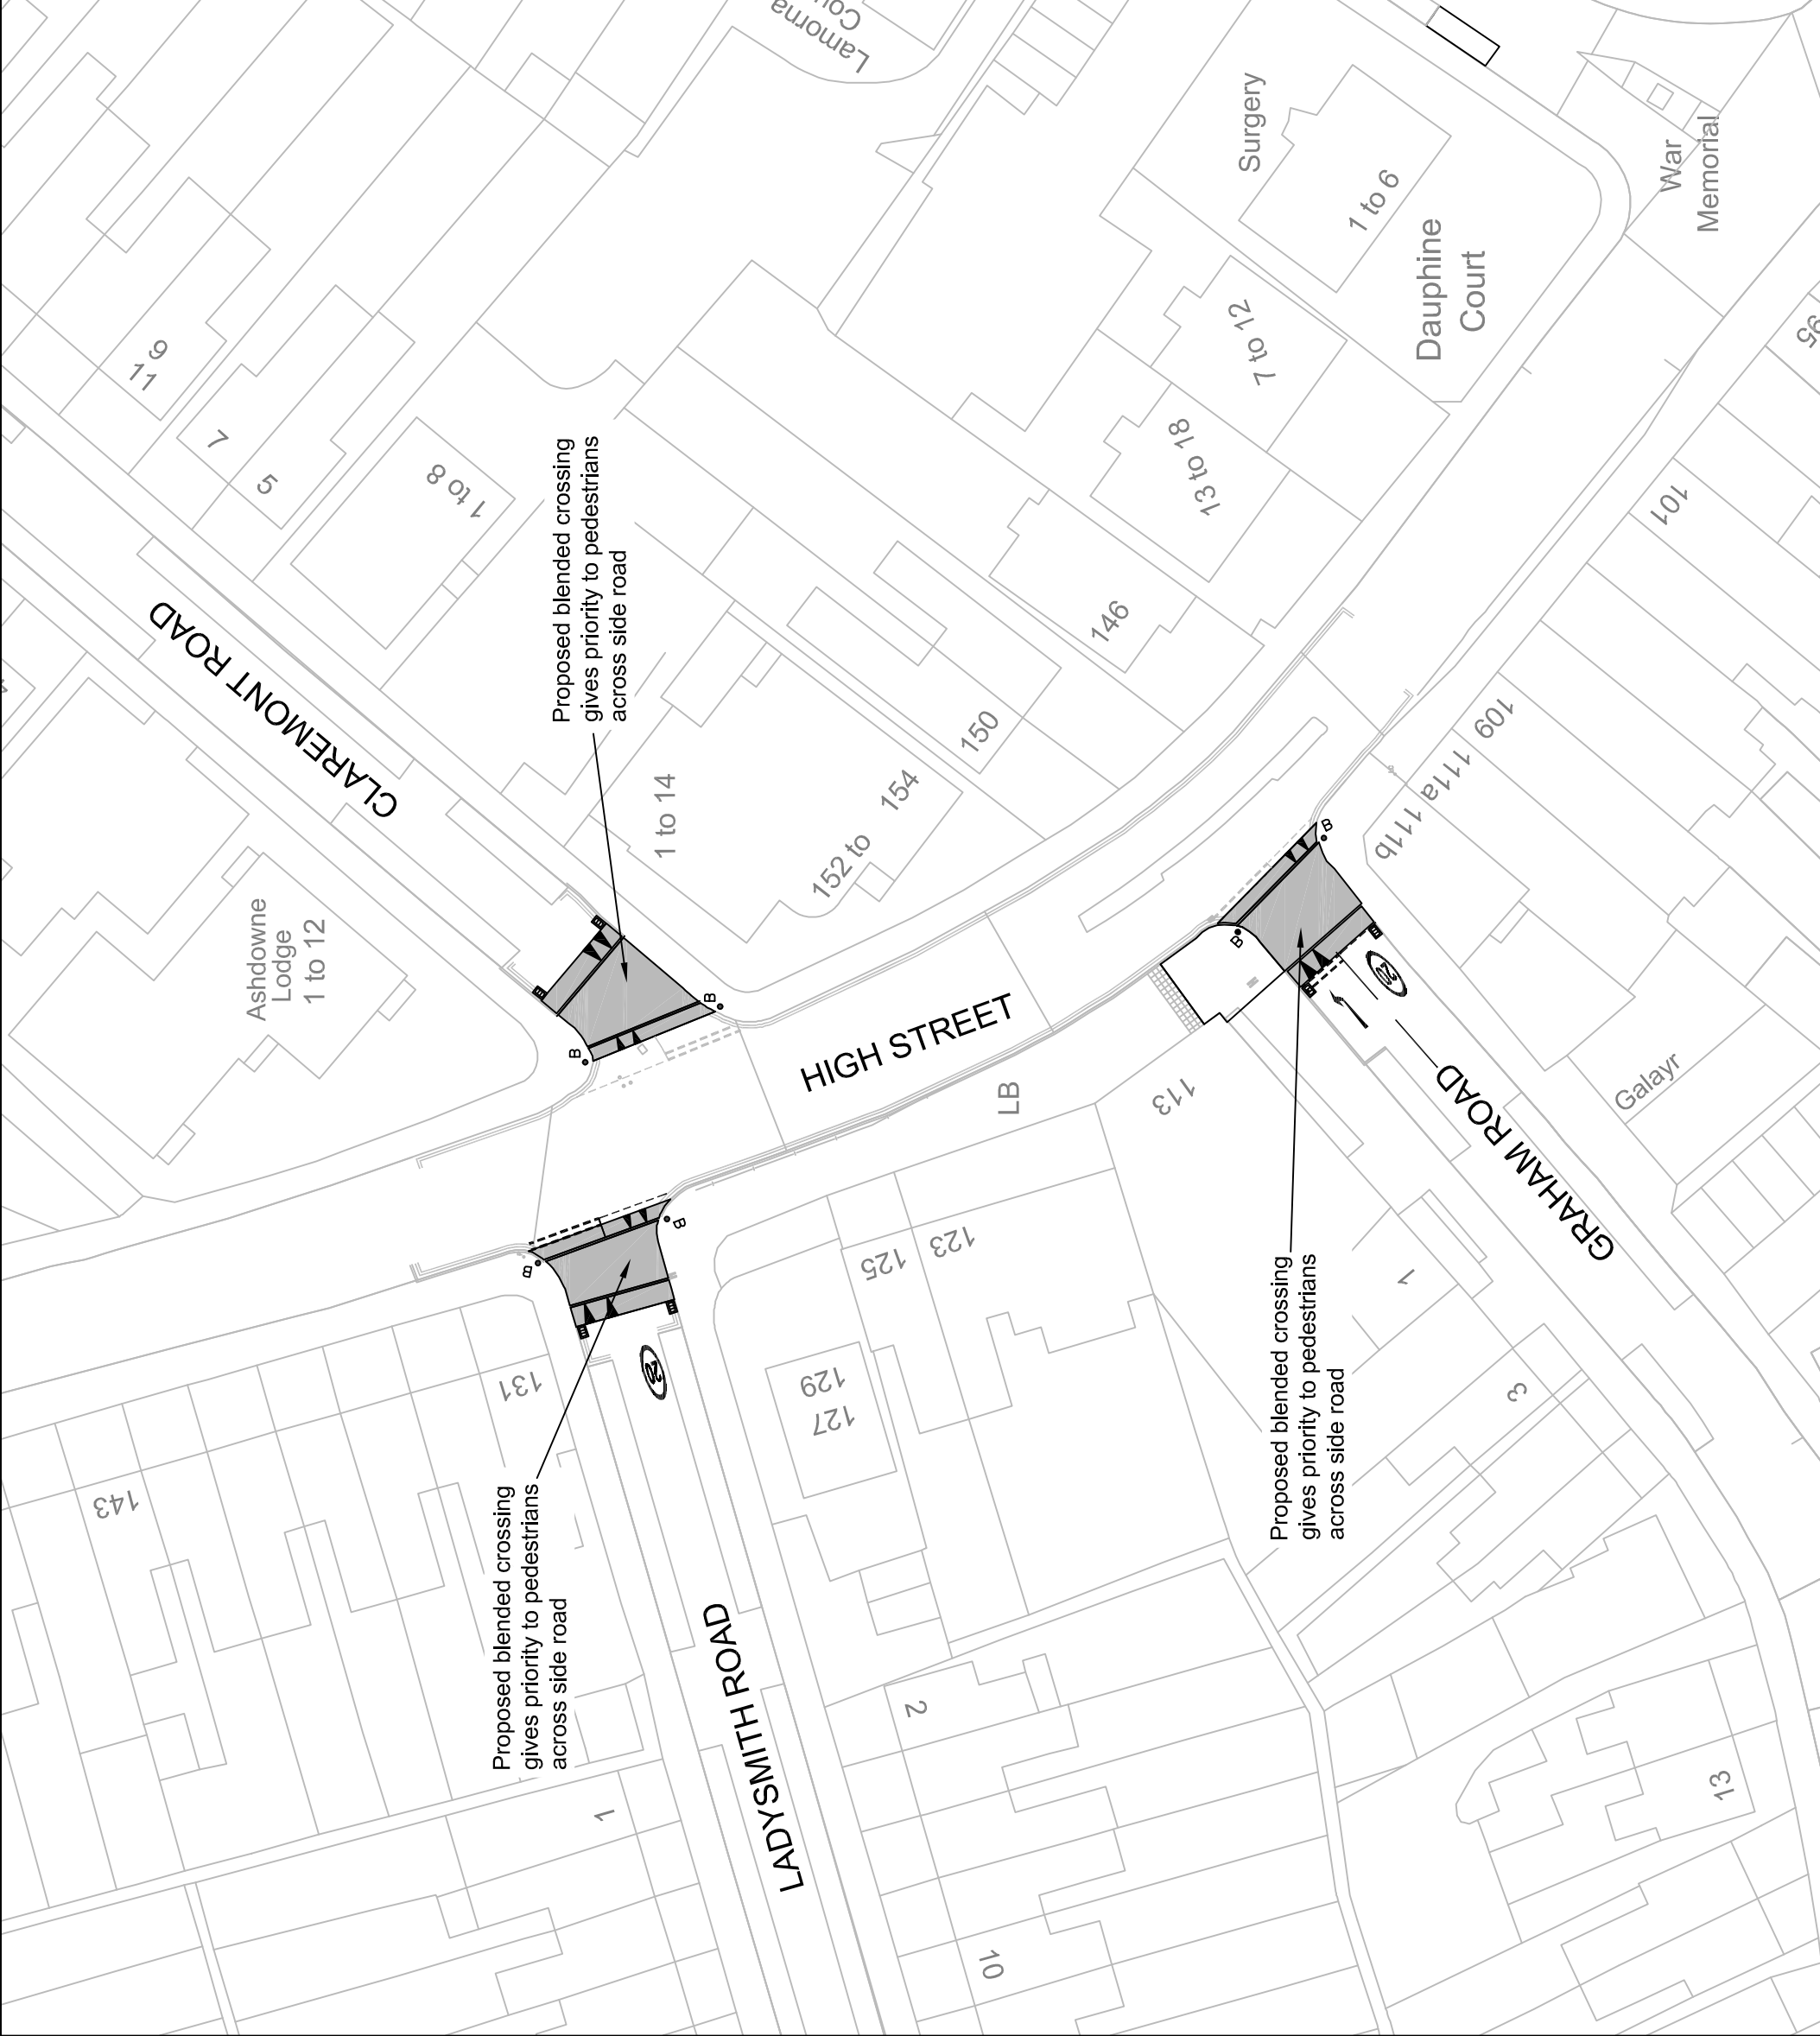 Lamorna
Surgery
1 to 6
Dauphine
Court
War
Memorial
95
7 to 12
13 to 18
146
101
109
111a
111b
9
11
7
5
1 to 8
CLAREMONT ROAD
Proposed blended crossing
gives priority to pedestrians
across side road
1 to 14
150
154
152 to
Ashdowne
Lodge
1 to 12
B
B
HIGH STREET
LB
113
B
B
20
GRAHAM ROAD
Galayr
Proposed blended crossing
gives priority to pedestrians
across side road
1
3
13
B
B
20
131
143
125
123
129
127
Proposed blended crossing
gives priority to pedestrians
across side road
LADYSMITH ROAD
1
2
10